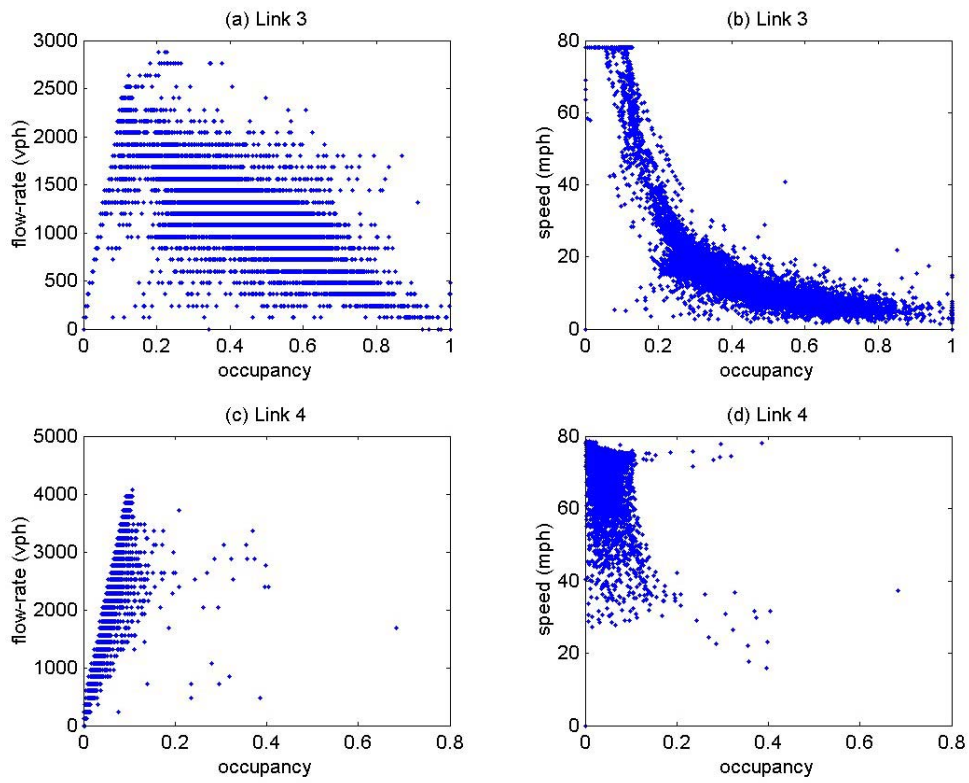 (a) Link 3
3000
2500
2000
1500
1000
500
0
flow-rate (vph)
0 0.2 0.4 0.6 0.8 1
occupancy
(b) Link 3
80
60
40
20
0
speed (mph)
0 0.2 0.4 0.6 0.8 1
occupancy
(c) Link 4
5000
4000
3000
2000
1000
0
flow-rate (vph)
0 0.2 0.4 0.6 0.8
occupancy
(d) Link 4
80
60
40
20
0
speed (mph)
0 0.2 0.4 0.6 0.8
occupancy